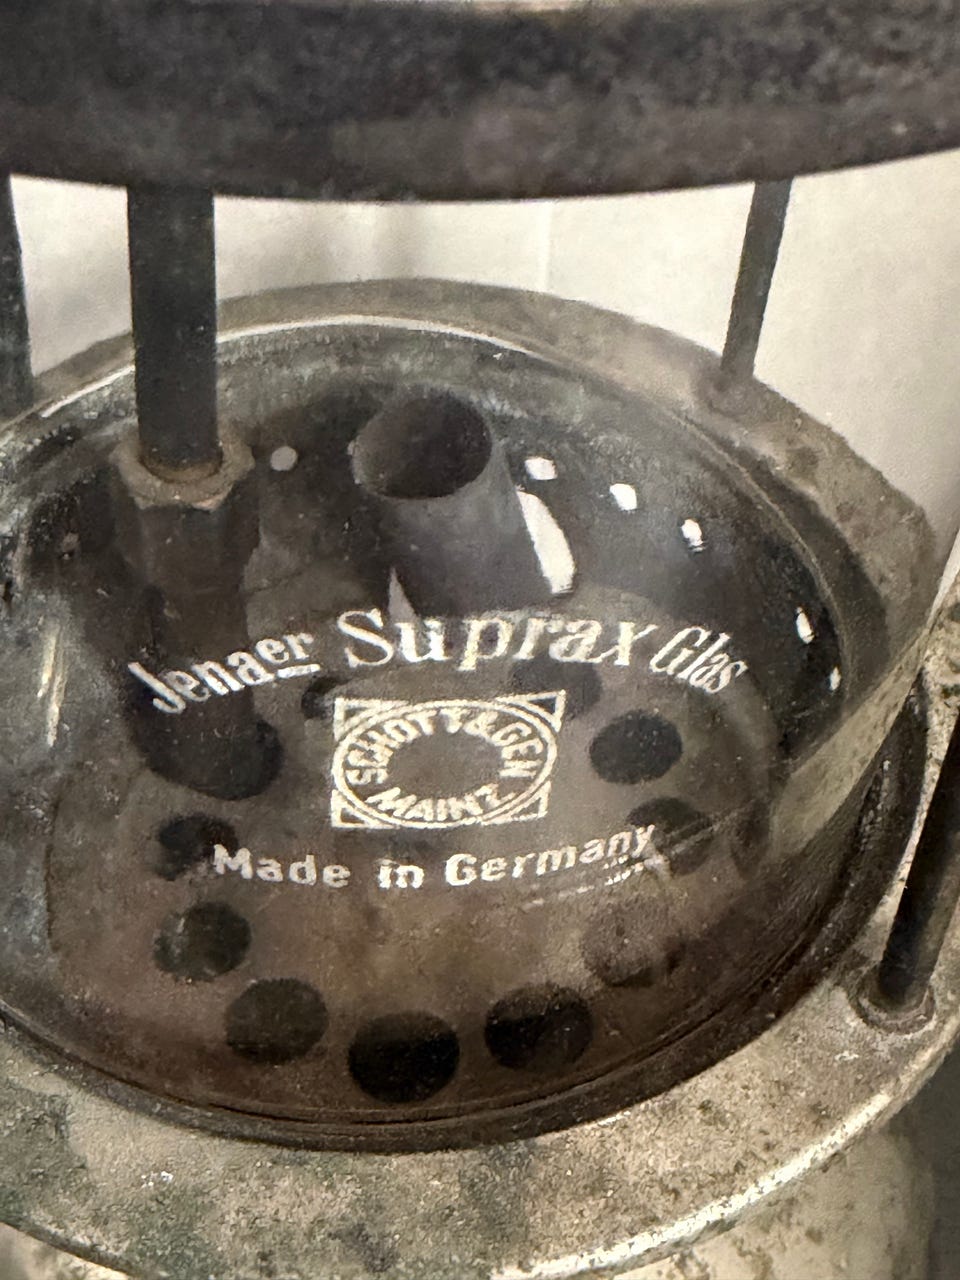 Jenaer Suprax Glas
SCHOTT & GEN
MAINZ
Made in Germany